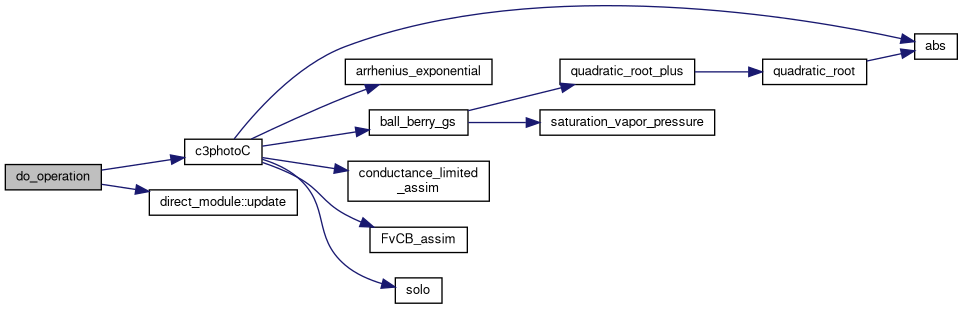 do_operation
c3photoC
direct_module::update
arrhenius_exponential
ball_berry_gs
conductance_limited
_assim
FvCB_assim
solo
quadratic_root_plus
saturation_vapor_pressure
quadratic_root
abs